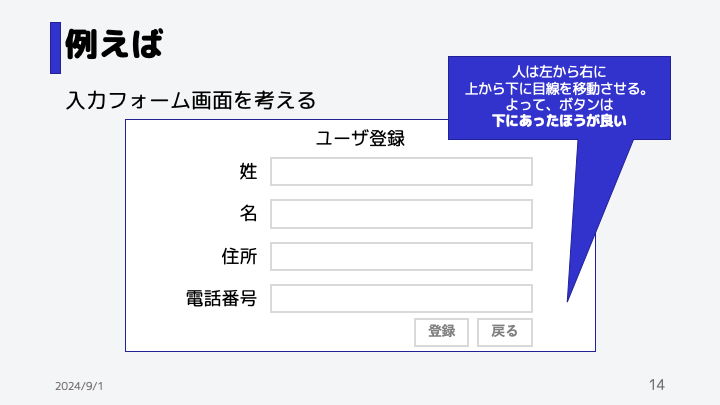 例えば
人は左から右に
上から下に目線を移動させる。
よって、ボタンは
下にあったほうが良い
入力フォーム画面を考える
ユーザ登録
姓
名
住所
電話番号
登録 戻る
2024/9/1
14